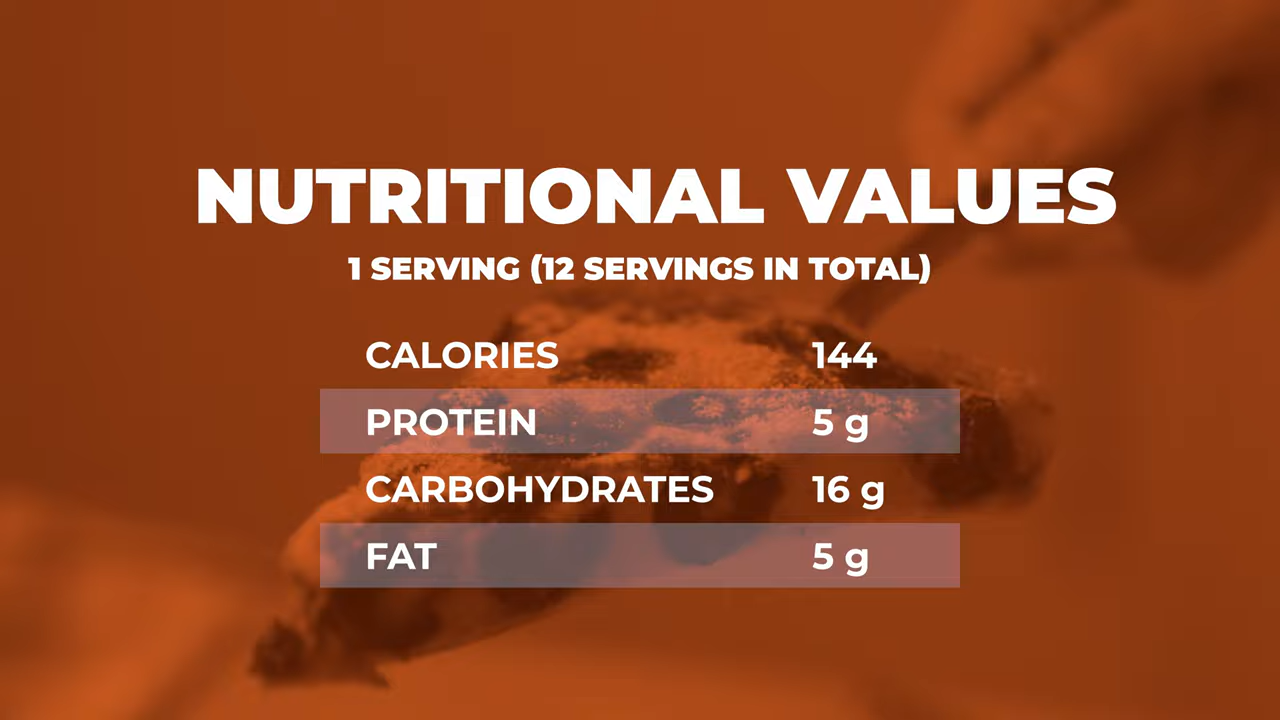 NUTRITIONAL VALUES
1 SERVING (12 SERVINGS IN TOTAL)
CALORIES 144
PROTEIN 5 g
CARBOHYDRATES 16 g
FAT 5 g